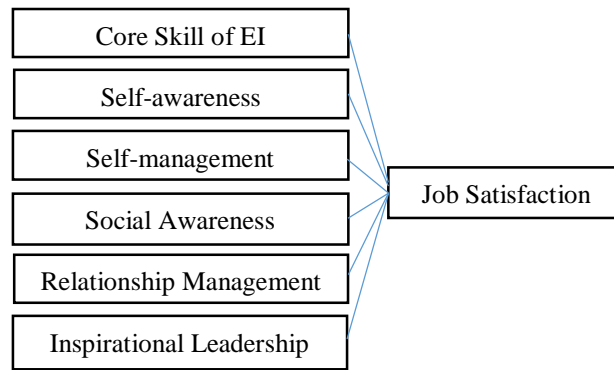 Core Skill of EI
Self-awareness
Self-management
Social Awareness
Relationship Management
Inspirational Leadership
Job Satisfaction